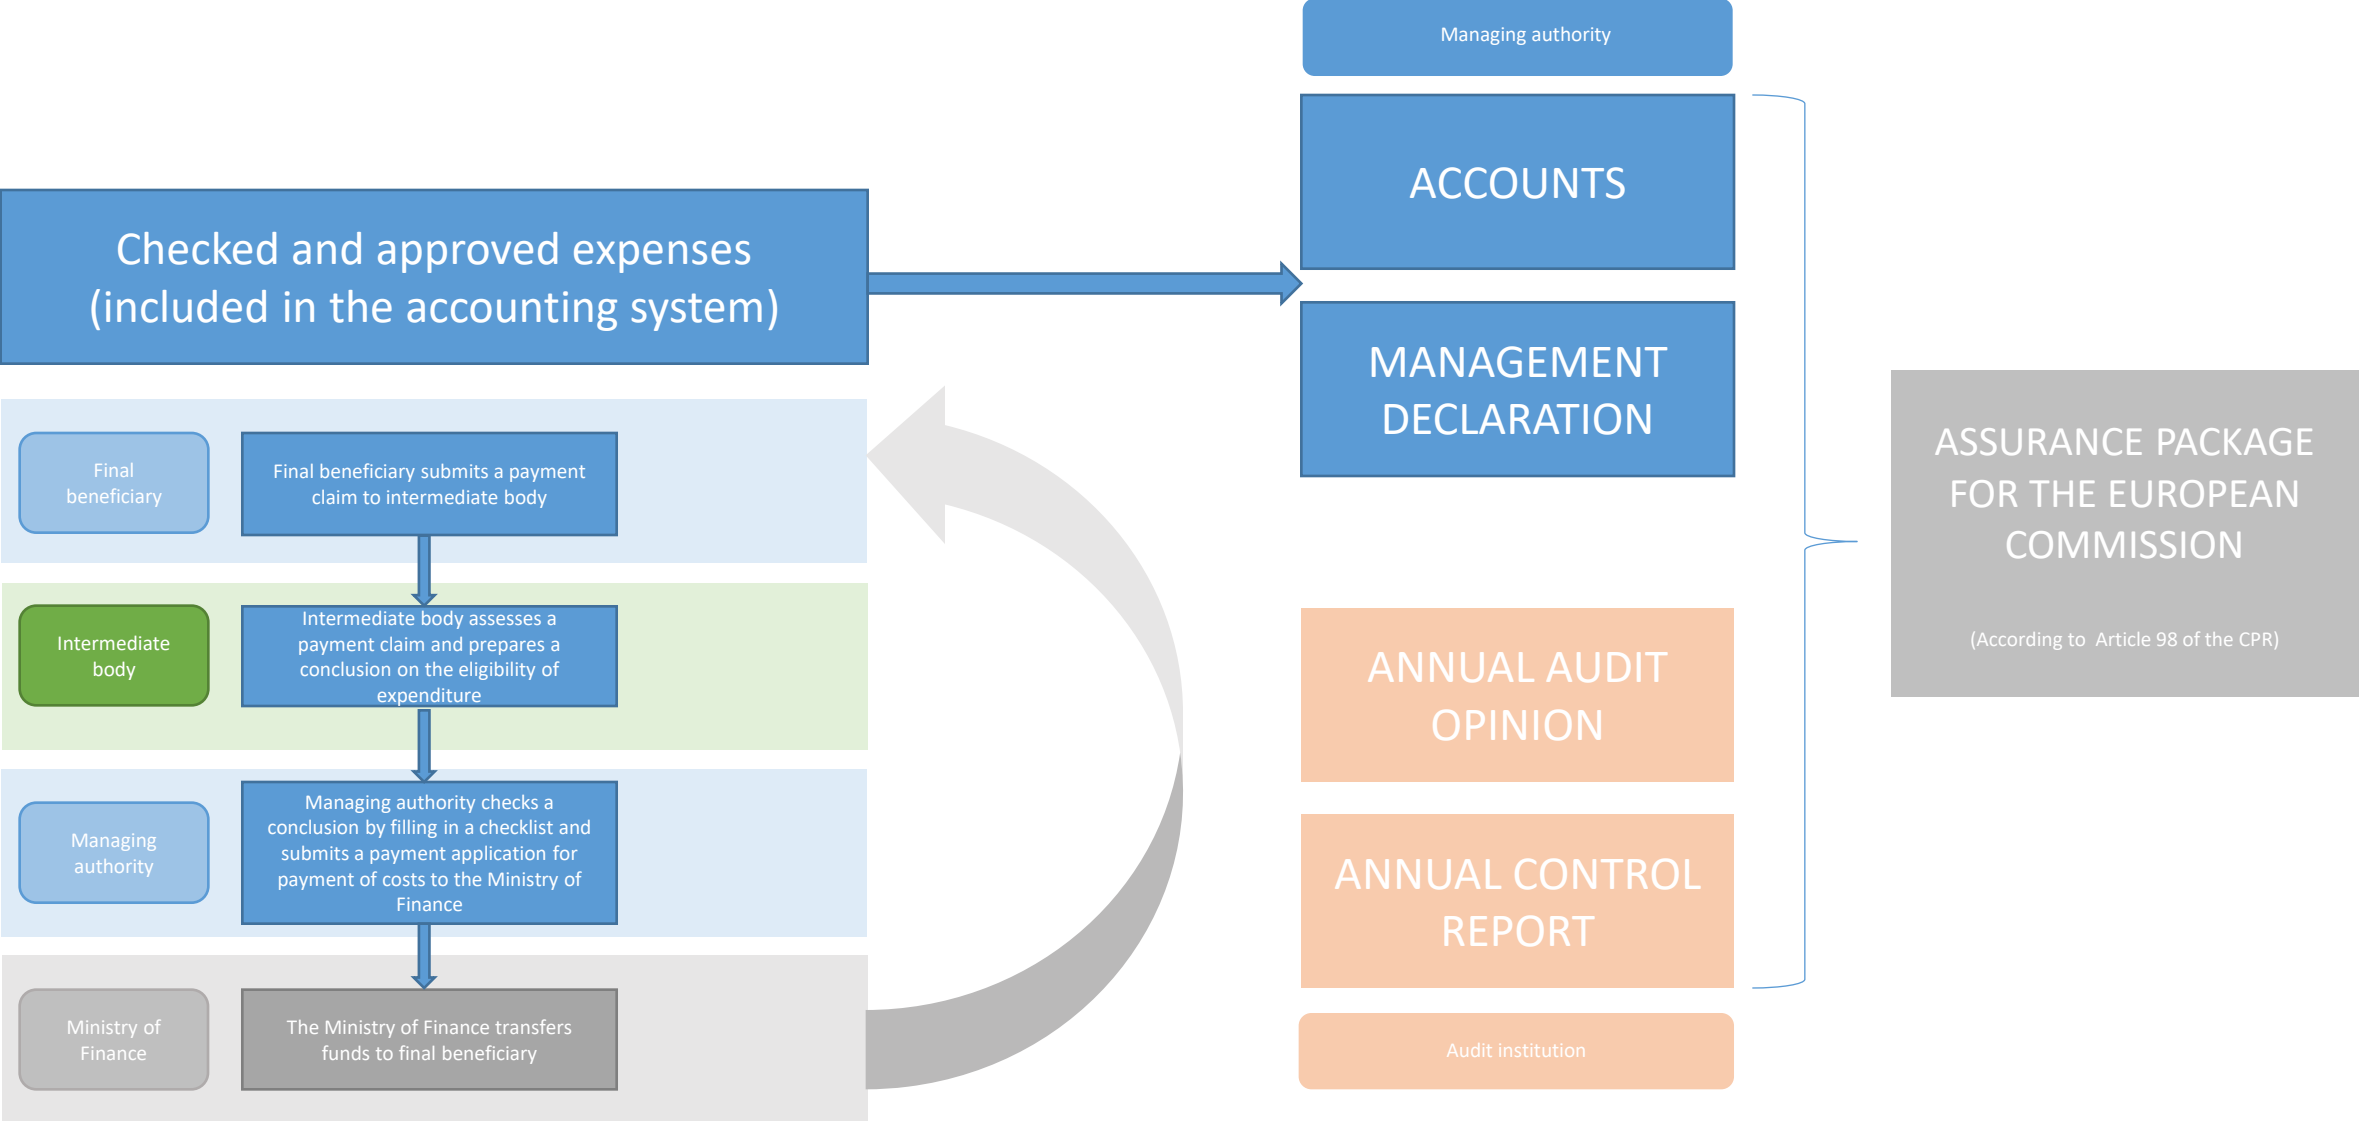 Managing authority
ACCOUNTS
Checked and approved expenses
(included in the accounting system)
MANAGEMENT
DECLARATION
Final
beneficiary
Final beneficiary submits a payment
claim to intermediate body
Intermediate
body
Intermediate body assesses a
payment claim and prepares a
conclusion on the eligibility of
expenditure
Managing
authority
Managing authority checks a
conclusion by filling in a checklist and
submits a payment application for
payment of costs to the Ministry of
Finance
Ministry of
Finance
The Ministry of Finance transfers
funds to final beneficiary
ANNUAL AUDIT
OPINION
ANNUAL CONTROL
REPORT
Audit institution
ASSURANCE PACKAGE
FOR THE EUROPEAN
COMMISSION
(According to  Article 98 of the CPR)